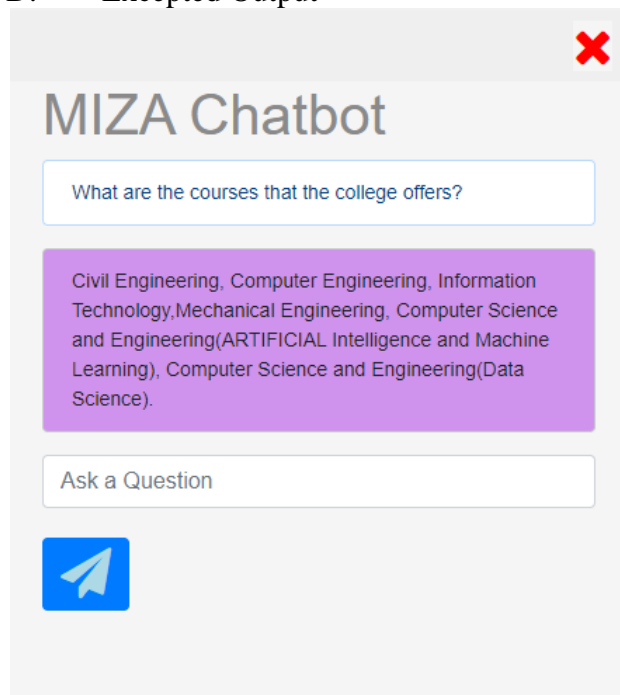 MIZA Chatbot
What are the courses that the college offers?
Civil Engineering, Computer Engineering, Information
Technology,Mechanical Engineering, Computer Science
and Engineering(ARTIFICIAL Intelligence and Machine
Learning), Computer Science and Engineering(Data
Science).
Ask a Question